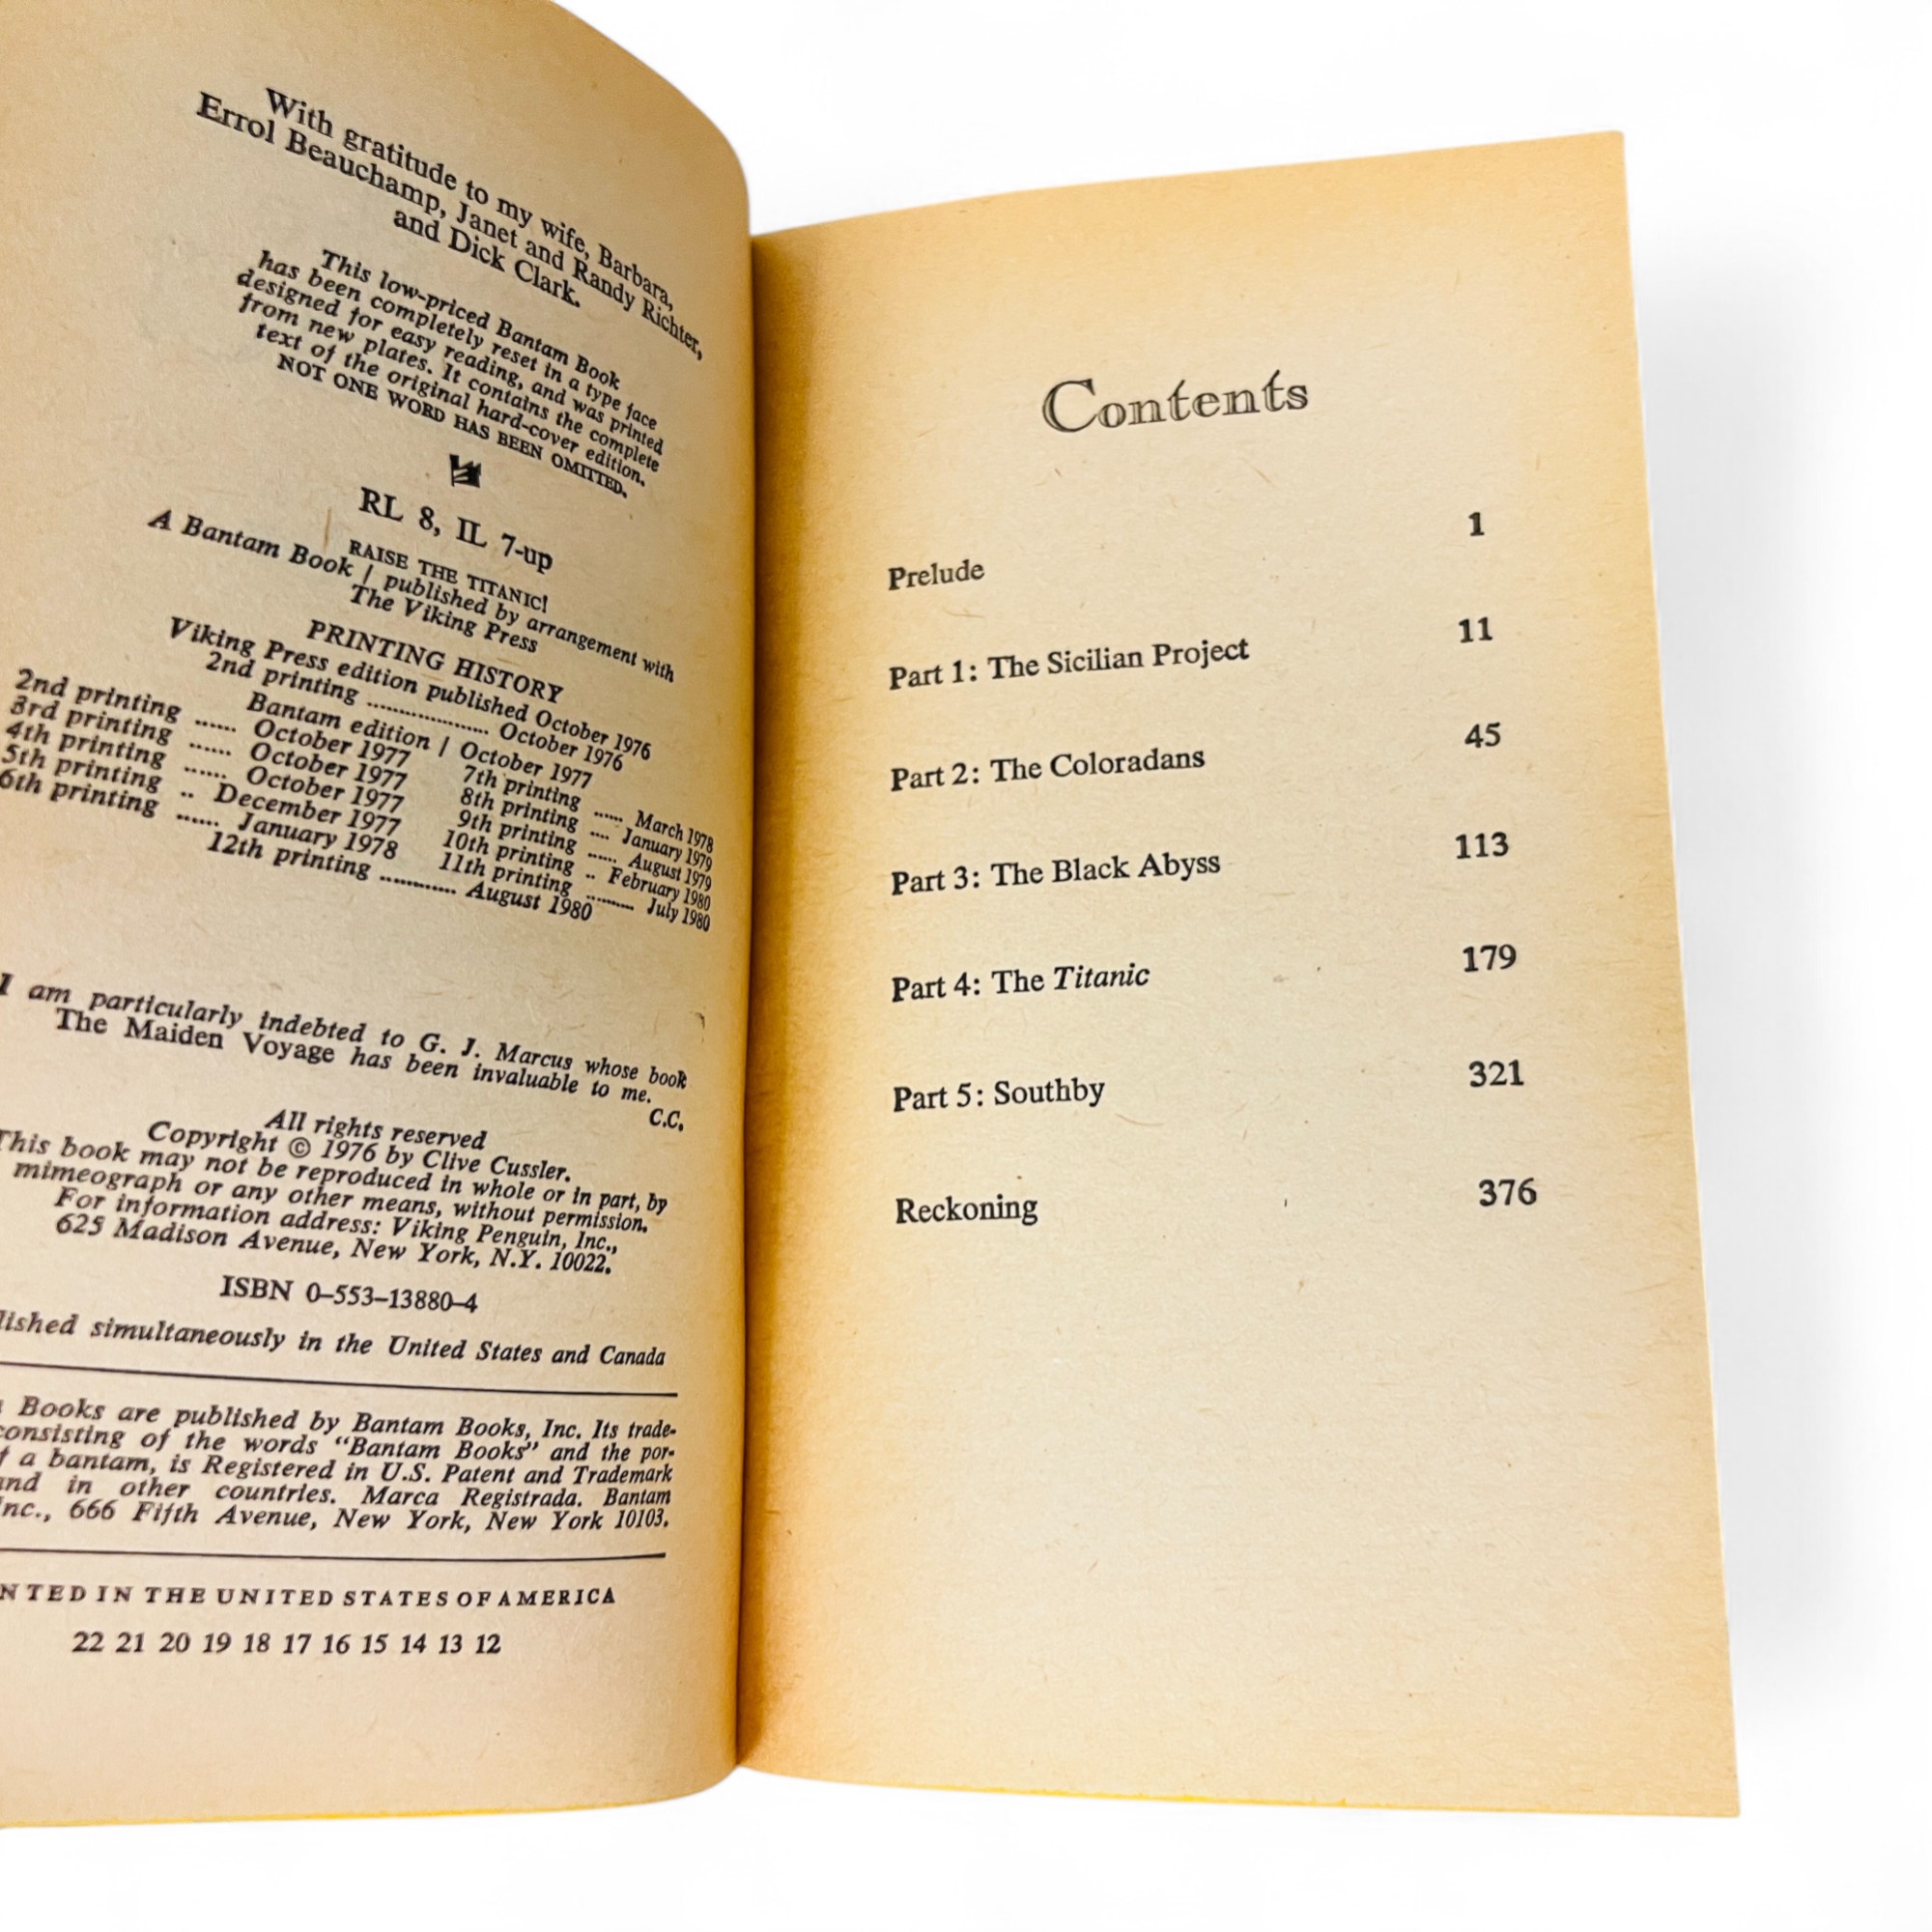 With gratitude to my wife, Barbara,
Errol Beauchamp, Janet and Randy Richter,
and Dick Clark.
This low-priced Bantam Book
has been completely reset in a type face
designed for easy reading, and was printed
from new plates. It contains the complete
text of the original hard-cover edition.
NOT ONE WORD HAS BEEN OMITTED.
RL 8, IL 7-up
RAISE THE TITANIC!
A Bantam Book / published by arrangement with
The Viking Press
PRINTING HISTORY
Viking Press edition published October 1976
2nd printing .................... October 1976
Bantam edition / October 1977
2nd printing ...... October 1977
3rd printing ...... October 1977
4th printing ...... October 1977
5th printing .. December 1977
6th printing ...... January 1978
7th printing ...... March 1978
8th printing .... January 1979
9th printing ...... August 1979
10th printing .. February 1980
11th printing ......... July 1980
12th printing ............ August 1980
I am particularly indebted to G. J. Marcus whose book
The Maiden Voyage has been invaluable to me.
C.C.
All rights reserved
Copyright © 1976 by Clive Cussler.
This book may not be reproduced in whole or in part, by
mimeograph or any other means, without permission.
For information address: Viking Penguin, Inc.,
625 Madison Avenue, New York, N.Y. 10022.
ISBN 0–553–13880–4
lished simultaneously in the United States and Canada
Books are published by Bantam Books, Inc. Its trade-
consisting of the words "Bantam Books" and the por-
f a bantam, is Registered in U.S. Patent and Trademark
and in other countries. Marca Registrada. Bantam
Inc., 666 Fifth Avenue, New York, New York 10103.
NTED IN THE UNITED STATES OF AMERICA
22 21 20 19 18 17 16 15 14 13 12
Contents
Prelude 1
Part 1: The Sicilian Project 11
Part 2: The Coloradans 45
Part 3: The Black Abyss 113
Part 4: The Titanic 179
Part 5: Southby 321
Reckoning 376